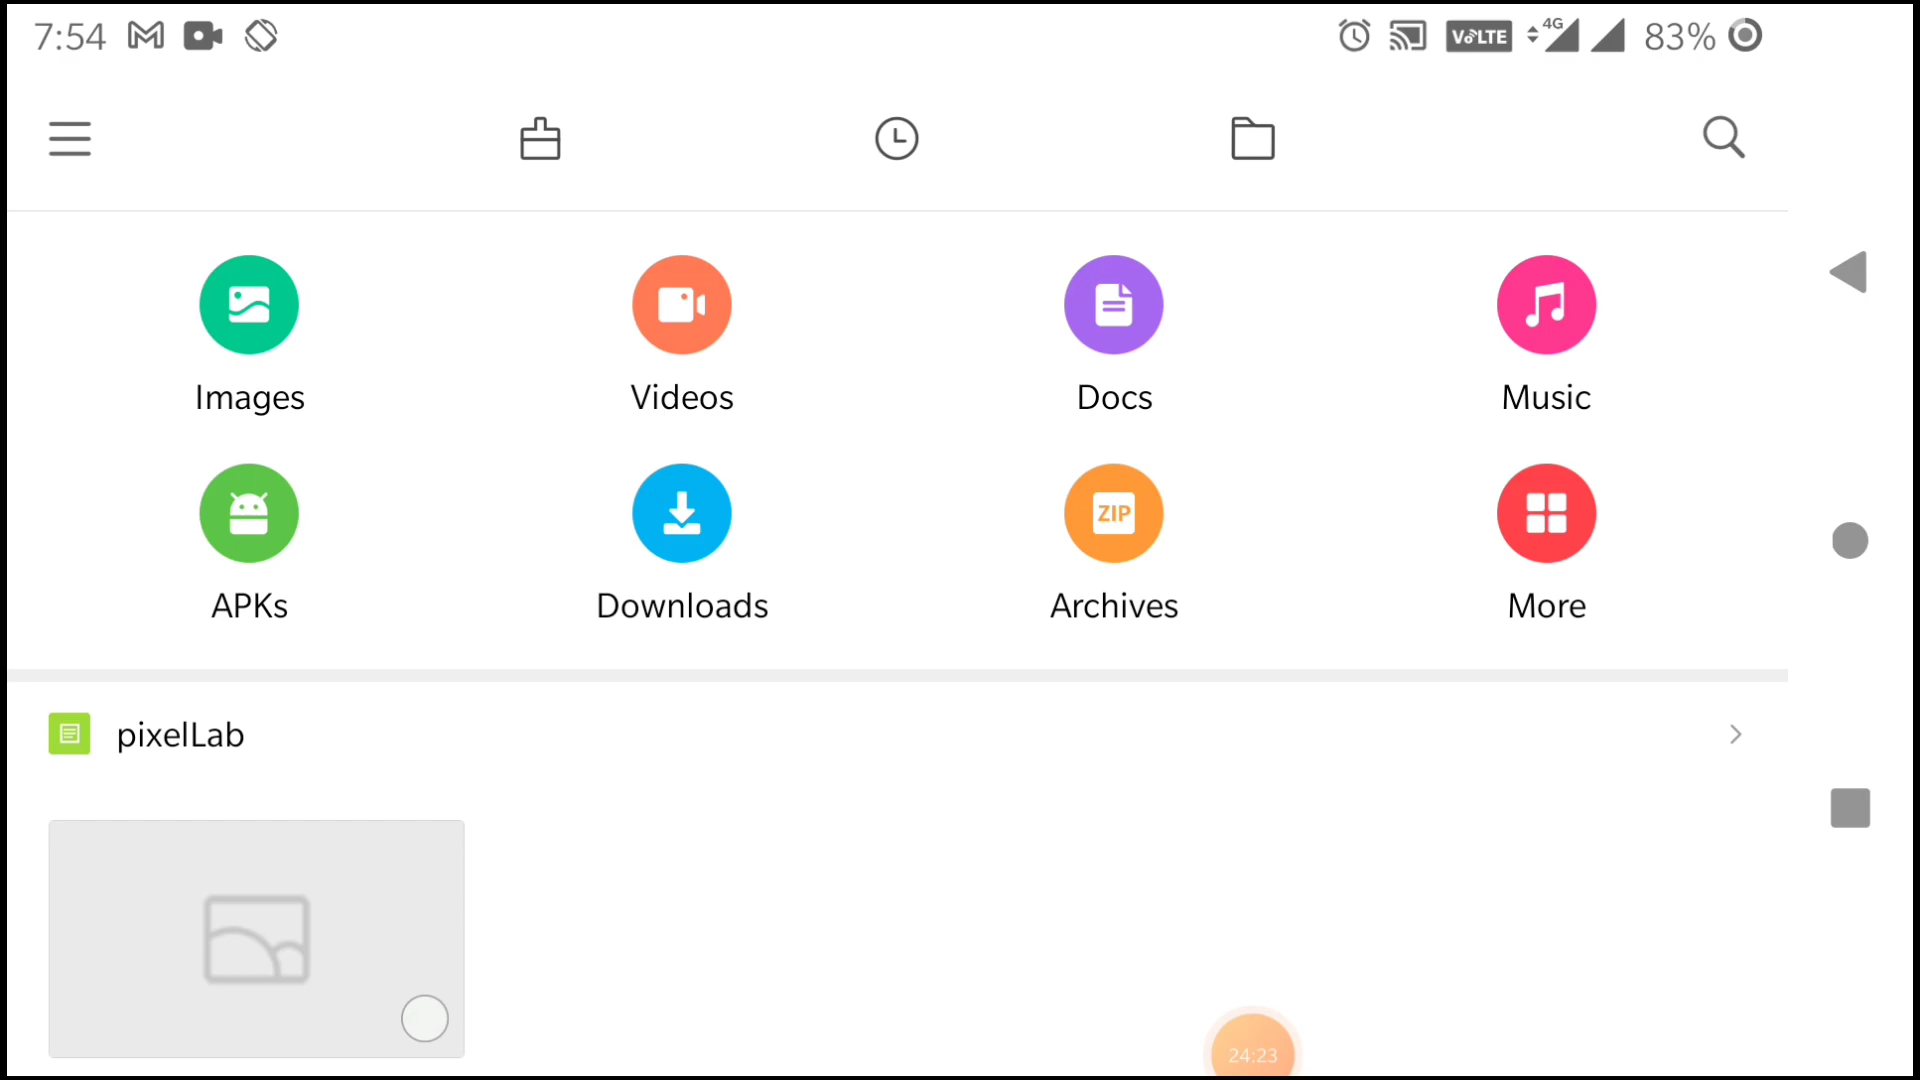 7:54 VoLTE 4G 83%
Images Videos Docs Music
APKs Downloads ZIP Archives More
pixelLab
24:23